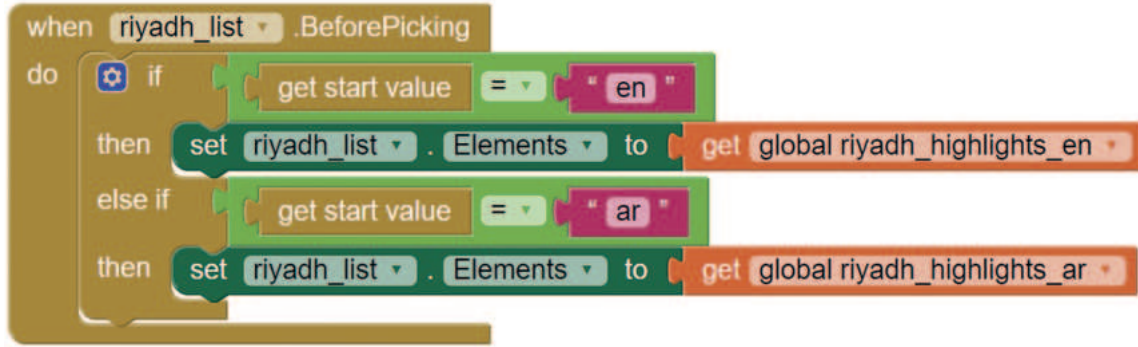 when riyadh_list .BeforePicking
do if get start value = " en "
then set riyadh_list . Elements to get global riyadh_highlights_en
else if get start value = " ar "
then set riyadh_list . Elements to get global riyadh_highlights_ar